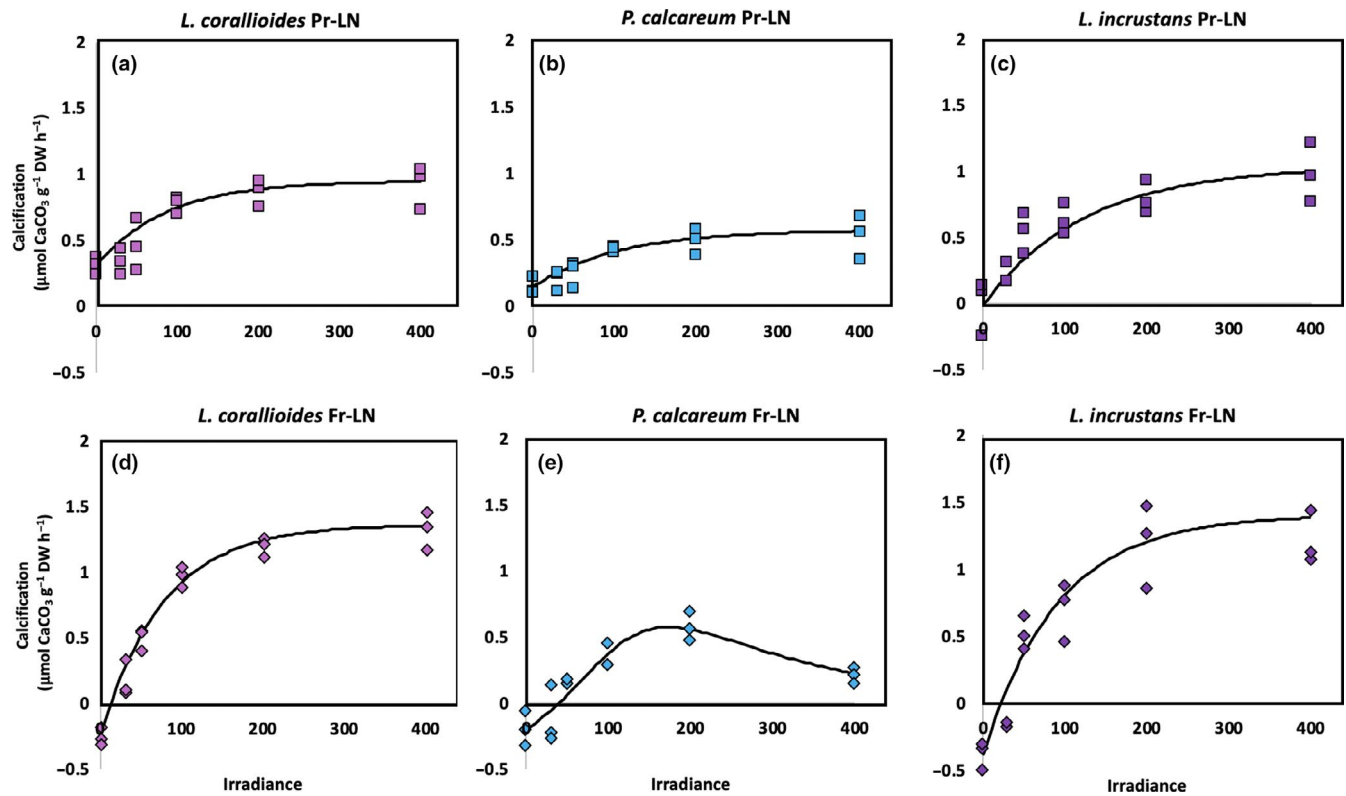 L. corallioides Pr-LN
P. calcareum Pr-LN
L. incrustans Pr-LN
(a)
(b)
(c)
Calcification
(µmol CaCO₃ g⁻¹ DW h⁻¹)
2
1.5
1
0.5
0
−0.5
0 100 200 300 400
2
1.5
1
0.5
0
−0.5
0 100 200 300 400
2
1.5
1
0.5
0
−0.5
0 100 200 300 400
L. corallioides Fr-LN
P. calcareum Fr-LN
L. incrustans Fr-LN
(d)
(e)
(f)
Calcification
(µmol CaCO₃ g⁻¹ DW h⁻¹)
2
1.5
1
0.5
0
−0.5
0 100 200 300 400
2
1.5
1
0.5
0
−0.5
0 100 200 300 400
2
1.5
1
0.5
0
−0.5
0 100 200 300 400
Irradiance
Irradiance
Irradiance